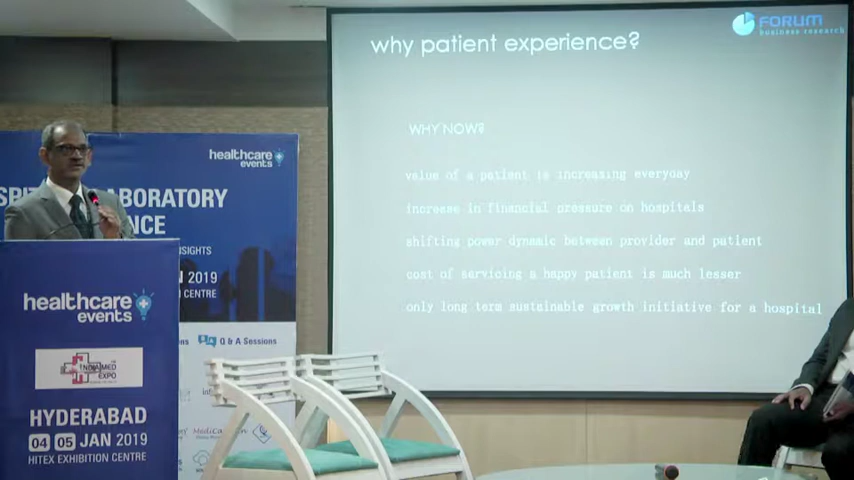 why patient experience?
FORUM
business research
WHY NOW?
value of a patient is increasing everyday
increase in financial pressure on hospitals
shifting power dynamic between provider and patient
cost of servicing a happy patient is much lesser
only long term sustainable growth initiative for a hospital
healthcare
events
ABORATORY
NCE
2019
CENTRE
Q & A Sessions
healthcare
events
INDIAMED
EXPO
HYDERABAD
04 05 JAN 2019
HITEX EXHIBITION CENTRE